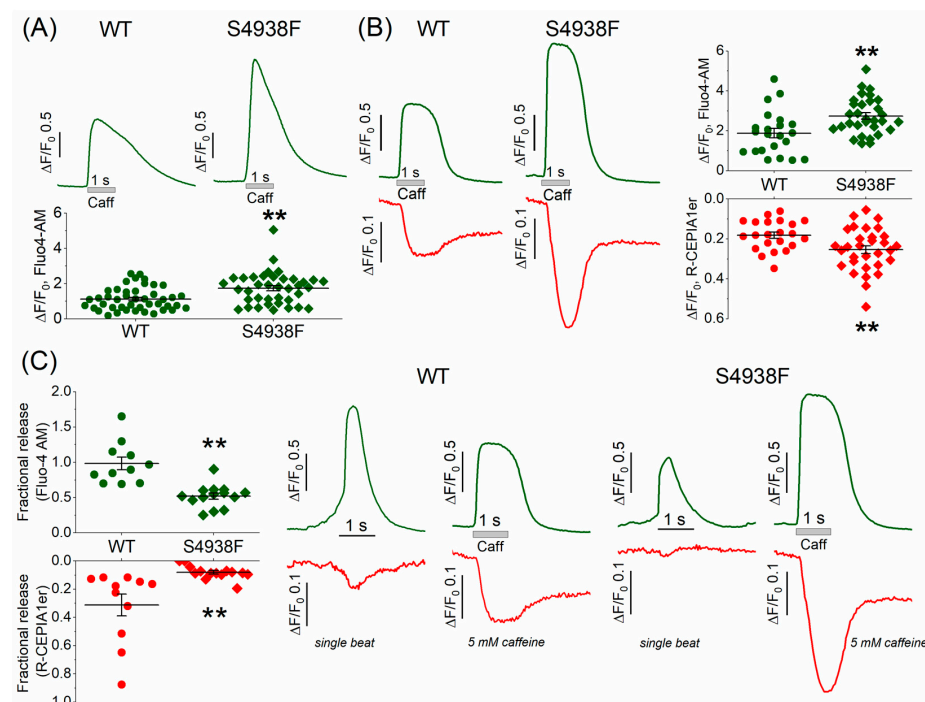 (A)
WT
S4938F
ΔF/F₀ 0.5
1 s
Caff
ΔF/F₀ 0.5
1 s
Caff
ΔF/F₀, Fluo4-AM
6
4
2
0
**
WT
S4938F
(B)
WT
S4938F
ΔF/F₀ 0.5
1 s
Caff
ΔF/F₀ 0.1
ΔF/F₀ 0.5
1 s
Caff
ΔF/F₀ 0.1
ΔF/F₀, Fluo4-AM
6
4
2
0
**
WT
S4938F
ΔF/F₀, R-CEPIA1er
0.0
0.2
0.4
0.6
**
(C)
WT
S4938F
Fractional release
(Fluo-4 AM)
2.0
1.5
1.0
0.5
0.0
**
WT
S4938F
Fractional release
(R-CEPIA1er)
0.0
0.2
0.4
0.6
0.8
1.0
**
ΔF/F₀ 0.5
1 s
ΔF/F₀ 0.1
single beat
ΔF/F₀ 0.5
1 s
Caff
ΔF/F₀ 0.1
5 mM caffeine
ΔF/F₀ 0.5
1 s
ΔF/F₀ 0.1
single beat
ΔF/F₀ 0.5
1 s
Caff
ΔF/F₀ 0.1
5 mM caffeine